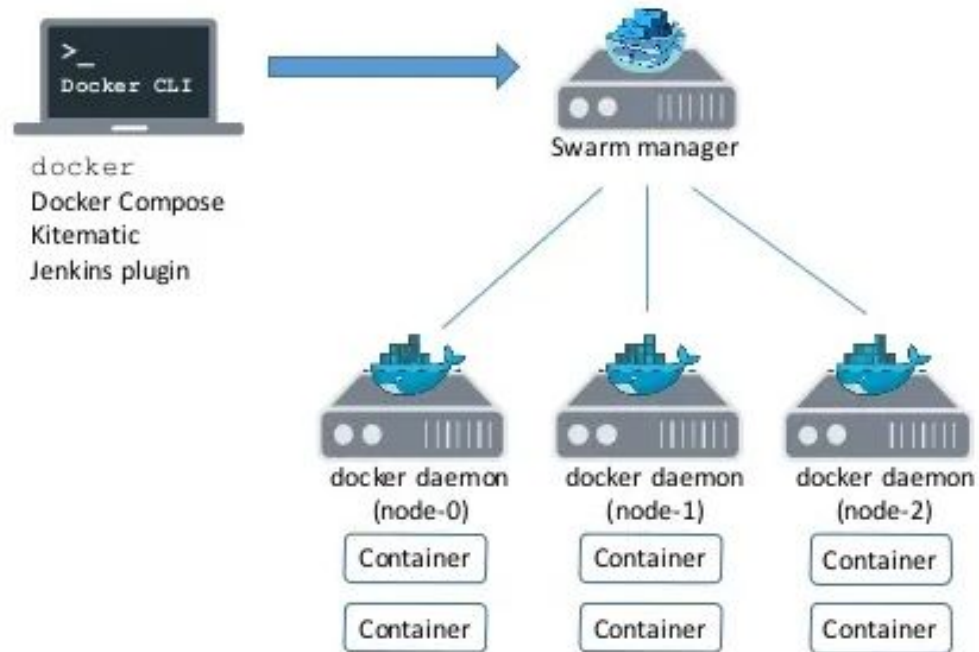 >_
Docker CLI
docker
Docker Compose
Kitematic
Jenkins plugin
Swarm manager
docker daemon
(node-0)
Container
Container
docker daemon
(node-1)
Container
Container
docker daemon
(node-2)
Container
Container